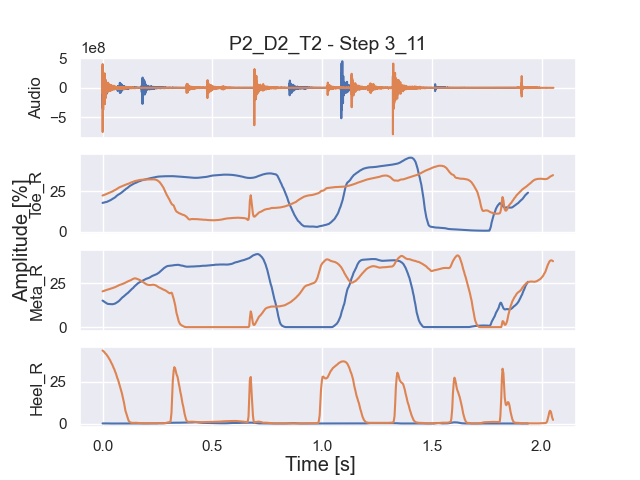 P2_D2_T2 - Step 3_11
1e8
5
0
−5
Audio
Amplitude [%]
25
0
Toe_R
25
0
Meta_R
25
0
Heel_R
0.0 0.5 1.0 1.5 2.0
Time [s]